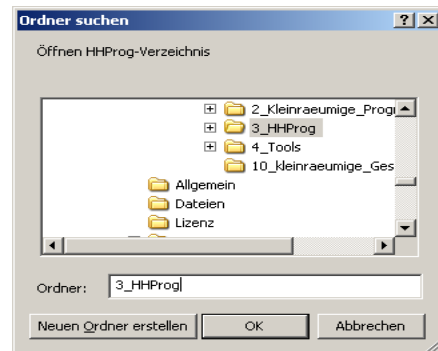 Ordner suchen
Öffnen HHProg-Verzeichnis
2_Kleinraeumige_Progr
3_HHProg
4_Tools
10_kleinraeumige_Ges
Allgemein
Dateien
Lizenz
Ordner: 3_HHProg
Neuen Ordner erstellen OK Abbrechen